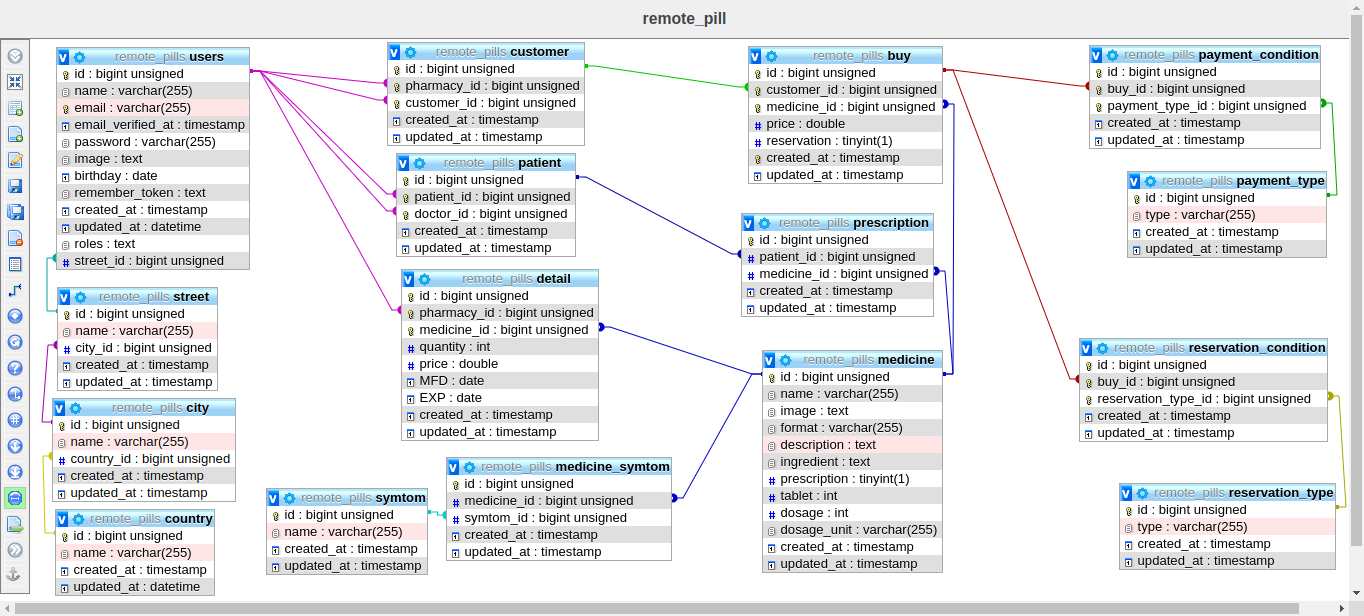 remote_pill
remote_pills users
id : bigint unsigned
name : varchar(255)
email : varchar(255)
email_verified_at : timestamp
password : varchar(255)
image : text
birthday : date
remember_token : text
created_at : timestamp
updated_at : datetime
roles : text
street_id : bigint unsigned
remote_pills street
id : bigint unsigned
name : varchar(255)
city_id : bigint unsigned
created_at : timestamp
updated_at : timestamp
remote_pills city
id : bigint unsigned
name : varchar(255)
country_id : bigint unsigned
created_at : timestamp
updated_at : timestamp
remote_pills country
id : bigint unsigned
name : varchar(255)
created_at : timestamp
updated_at : datetime
remote_pills customer
id : bigint unsigned
pharmacy_id : bigint unsigned
customer_id : bigint unsigned
created_at : timestamp
updated_at : timestamp
remote_pills patient
id : bigint unsigned
patient_id : bigint unsigned
doctor_id : bigint unsigned
created_at : timestamp
updated_at : timestamp
remote_pills detail
id : bigint unsigned
pharmacy_id : bigint unsigned
medicine_id : bigint unsigned
quantity : int
price : double
MFD : date
EXP : date
created_at : timestamp
updated_at : timestamp
remote_pills medicine_symtom
id : bigint unsigned
medicine_id : bigint unsigned
symtom_id : bigint unsigned
created_at : timestamp
updated_at : timestamp
remote_pills symtom
id : bigint unsigned
name : varchar(255)
created_at : timestamp
updated_at : timestamp
remote_pills buy
id : bigint unsigned
customer_id : bigint unsigned
medicine_id : bigint unsigned
price : double
reservation : tinyint(1)
created_at : timestamp
updated_at : timestamp
remote_pills prescription
id : bigint unsigned
patient_id : bigint unsigned
medicine_id : bigint unsigned
created_at : timestamp
updated_at : timestamp
remote_pills medicine
id : bigint unsigned
name : varchar(255)
image : text
format : varchar(255)
description : text
ingredient : text
prescription : tinyint(1)
tablet : int
dosage : int
dosage_unit : varchar(255)
created_at : timestamp
updated_at : timestamp
remote_pills payment_condition
id : bigint unsigned
buy_id : bigint unsigned
payment_type_id : bigint unsigned
created_at : timestamp
updated_at : timestamp
remote_pills payment_type
id : bigint unsigned
type : varchar(255)
created_at : timestamp
updated_at : timestamp
remote_pills reservation_condition
id : bigint unsigned
buy_id : bigint unsigned
reservation_type_id : bigint unsigned
created_at : timestamp
updated_at : timestamp
remote_pills reservation_type
id : bigint unsigned
type : varchar(255)
created_at : timestamp
updated_at : timestamp